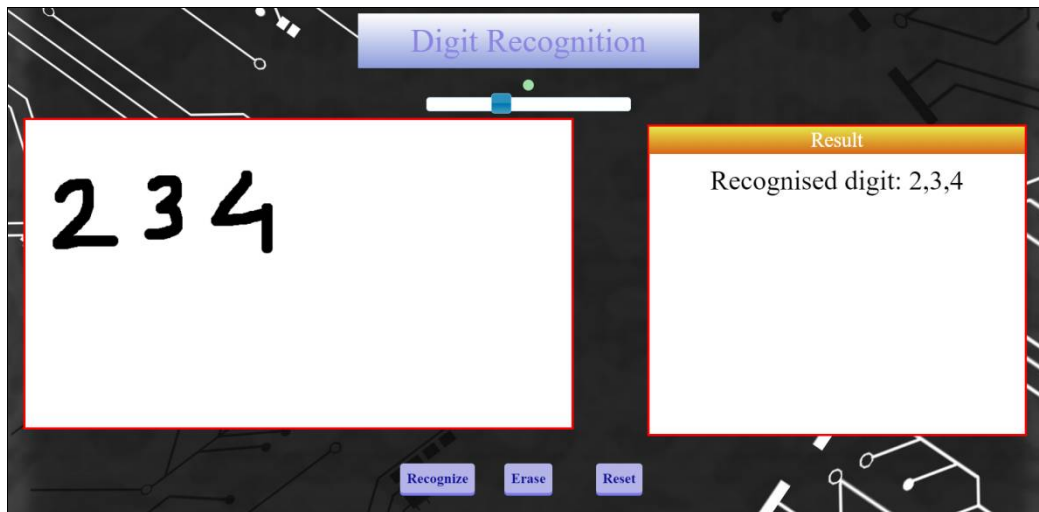 Digit Recognition
2 3 4
Result
Recognised digit: 2,3,4
Recognize Erase Reset